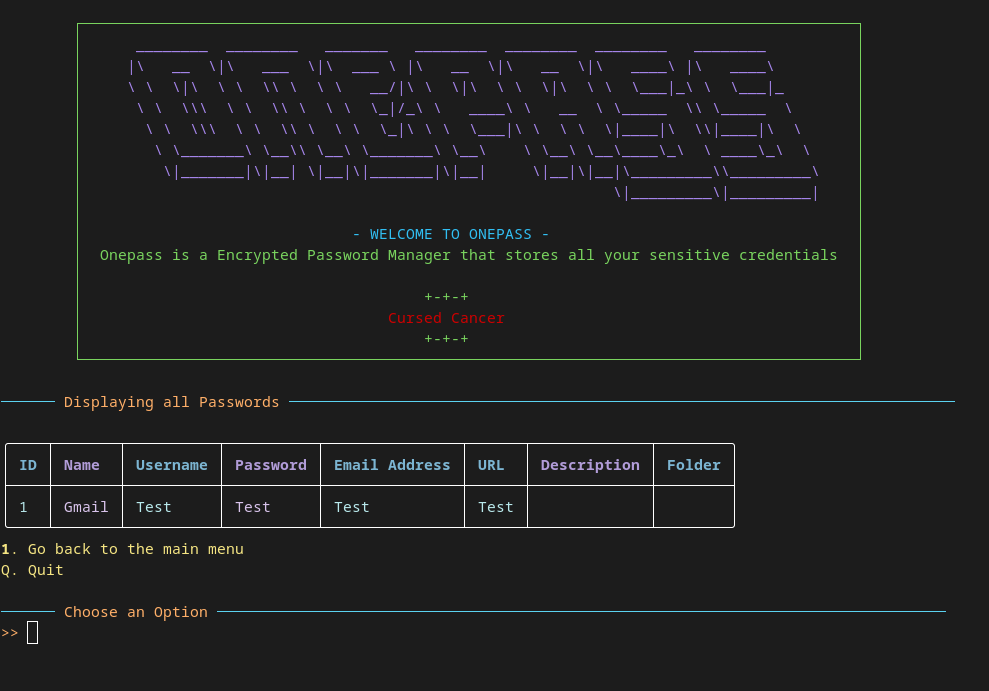 - WELCOME TO ONEPASS -
Onepass is a Encrypted Password Manager that stores all your sensitive credentials
+-+-+
Cursed Cancer
+-+-+
Displaying all Passwords
ID Name Username Password Email Address URL Description Folder
1 Gmail Test Test Test Test
1. Go back to the main menu
Q. Quit
Choose an Option
>>